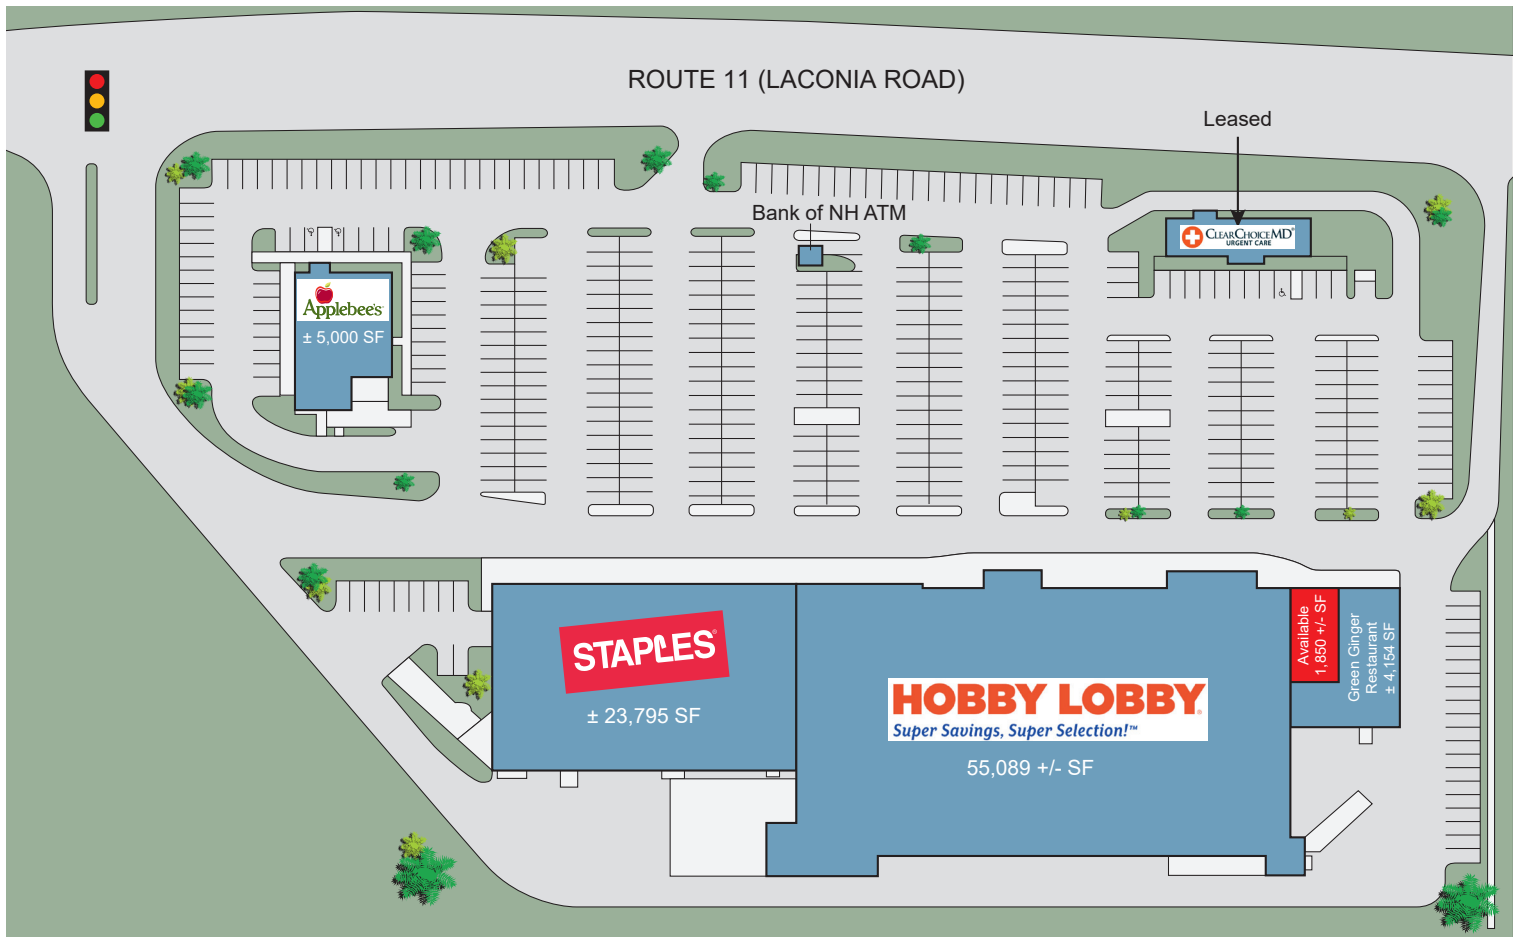 ROUTE 11 (LACONIA ROAD)
Leased
Bank of NH ATM
CLEARCHOICEMD®
URGENT CARE
Applebee's
± 5,000 SF
STAPLES®
± 23,795 SF
HOBBY LOBBY®
Super Savings, Super Selection!™
55,089 +/- SF
Available
1,850 +/- SF
Green Ginger
Restaurant
± 4,154 SF